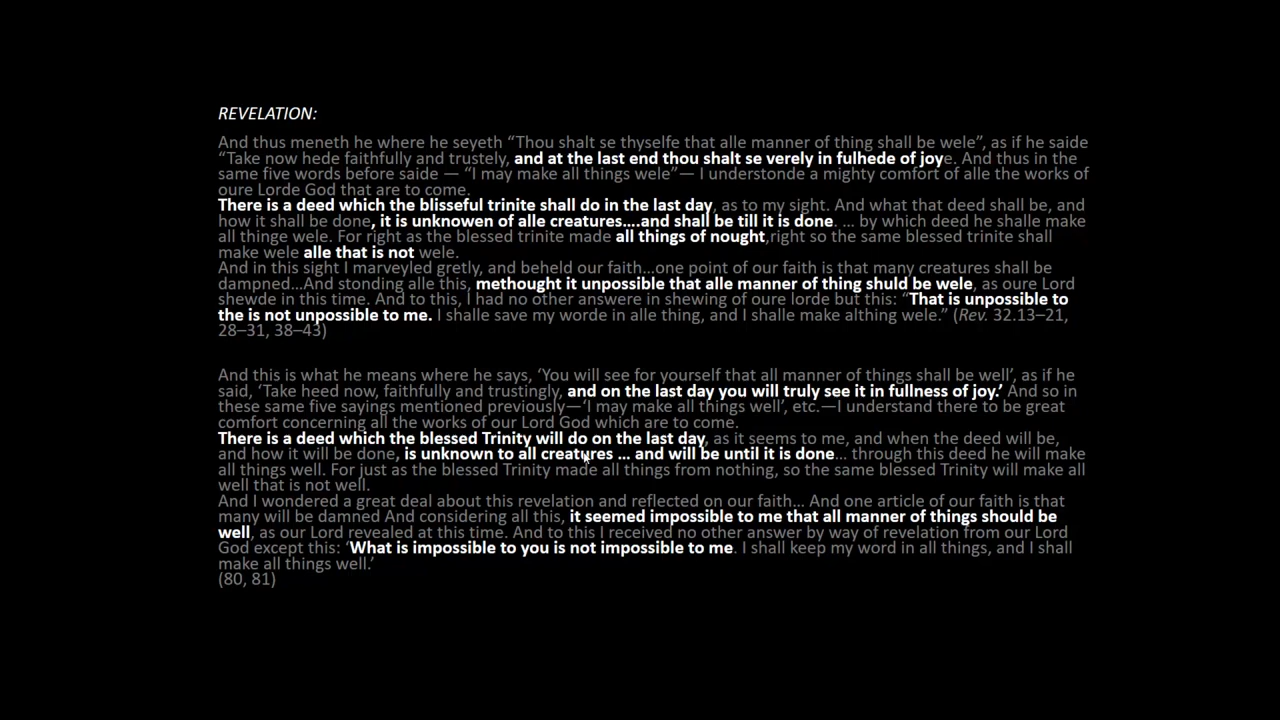 REVELATION:
And thus meneth he where he seyeth “Thou shalt se thyselfe that alle manner of thing shall be wele”, as if he saide
“Take now hede faithfully and trustely, and at the last end thou shalt se verely in fulhede of joye. And thus in the
same five words before saide — “I may make all things wele”— I understonde a mighty comfort of alle the works of
oure Lorde God that are to come.
There is a deed which the blisseful trinite shall do in the last day, as to my sight. And what that deed shall be, and
how it shall be done, it is unknowen of alle creatures….and shall be till it is done. … by which deed he shalle make
all thinge wele. For right as the blessed trinite made all things of nought,right so the same blessed trinite shall
make wele alle that is not wele.
And in this sight I marveyled gretly, and beheld our faith…one point of our faith is that many creatures shall be
dampned…And stonding alle this, methought it unpossible that alle manner of thing shuld be wele, as oure Lord
shewde in this time. And to this, I had no other answere in shewing of oure lorde but this: “That is unpossible to
the is not unpossible to me. I shalle save my worde in alle thing, and I shalle make althing wele.” (Rev. 32.13–21,
28–31, 38–43)
And this is what he means where he says, ‘You will see for yourself that all manner of things shall be well’, as if he
said, ‘Take heed now, faithfully and trustingly, and on the last day you will truly see it in fullness of joy.’ And so in
these same five sayings mentioned previously—‘I may make all things well’, etc.—I understand there to be great
comfort concerning all the works of our Lord God which are to come.
There is a deed which the blessed Trinity will do on the last day, as it seems to me, and when the deed will be,
and how it will be done, is unknown to all creatures … and will be until it is done… through this deed he will make
all things well. For just as the blessed Trinity made all things from nothing, so the same blessed Trinity will make all
well that is not well.
And I wondered a great deal about this revelation and reflected on our faith… And one article of our faith is that
many will be damned And considering all this, it seemed impossible to me that all manner of things should be
well, as our Lord revealed at this time. And to this I received no other answer by way of revelation from our Lord
God except this: ‘What is impossible to you is not impossible to me. I shall keep my word in all things, and I shall
make all things well.’
(80, 81)